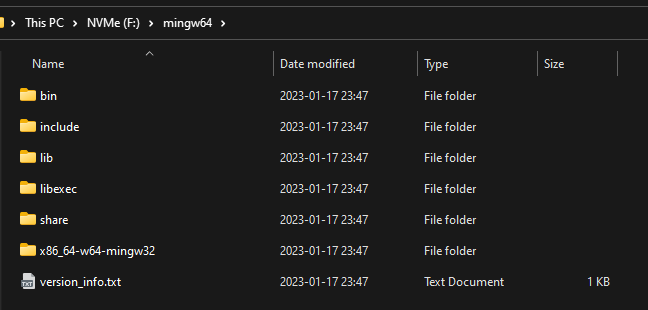 This PC > NVMe (F:) > mingw64 >
Name Date modified Type Size
bin 2023-01-17 23:47 File folder
include 2023-01-17 23:47 File folder
lib 2023-01-17 23:47 File folder
libexec 2023-01-17 23:47 File folder
share 2023-01-17 23:47 File folder
x86_64-w64-mingw32 2023-01-17 23:47 File folder
version_info.txt 2023-01-17 23:47 Text Document 1 KB